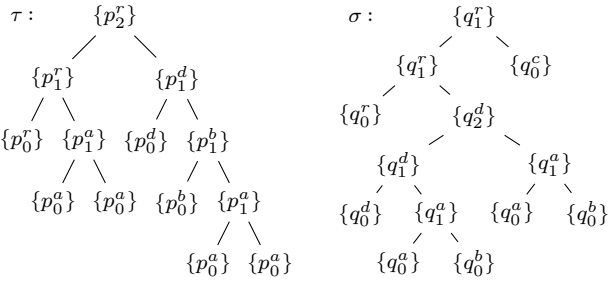 τ : {p_2^r} σ : {q_1^r}
{p_1^r} {p_1^d} {q_1^r} {q_0^c}
{p_0^r} {p_1^a} {p_0^d} {p_1^b} {q_0^r} {q_2^d}
{q_1^d} {q_1^a}
{p_0^a} {p_0^a} {p_0^b} {p_1^a} {q_0^d} {q_1^a} {q_0^a} {q_0^b}
{p_0^a} {p_0^a} {q_0^a} {q_0^b}